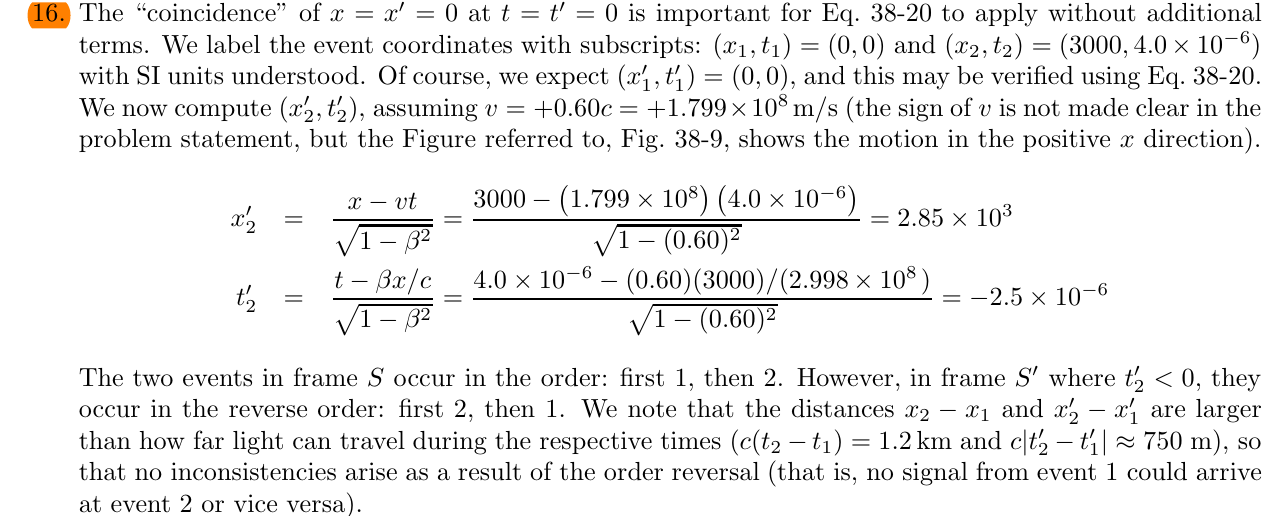 16. The “coincidence” of x = x′ = 0 at t = t′ = 0 is important for Eq. 38-20 to apply without additional
terms. We label the event coordinates with subscripts: (x₁, t₁) = (0, 0) and (x₂, t₂) = (3000, 4.0 × 10⁻⁶)
with SI units understood. Of course, we expect (x′₁, t′₁) = (0, 0), and this may be verified using Eq. 38-20.
We now compute (x′₂, t′₂), assuming v = +0.60c = +1.799 × 10⁸ m/s (the sign of v is not made clear in the
problem statement, but the Figure referred to, Fig. 38-9, shows the motion in the positive x direction).
x′₂ = (x − vt)/√(1 − β²) = (3000 − (1.799 × 10⁸) (4.0 × 10⁻⁶))/√(1 − (0.60)²) = 2.85 × 10³
t′₂ = (t − βx/c)/√(1 − β²) = (4.0 × 10⁻⁶ − (0.60)(3000)/(2.998 × 10⁸))/√(1 − (0.60)²) = −2.5 × 10⁻⁶
The two events in frame S occur in the order: first 1, then 2. However, in frame S′ where t′₂ < 0, they
occur in the reverse order: first 2, then 1. We note that the distances x₂ − x₁ and x′₂ − x′₁ are larger
than how far light can travel during the respective times (c(t₂ − t₁) = 1.2 km and c|t′₂ − t′₁| ≈ 750 m), so
that no inconsistencies arise as a result of the order reversal (that is, no signal from event 1 could arrive
at event 2 or vice versa).